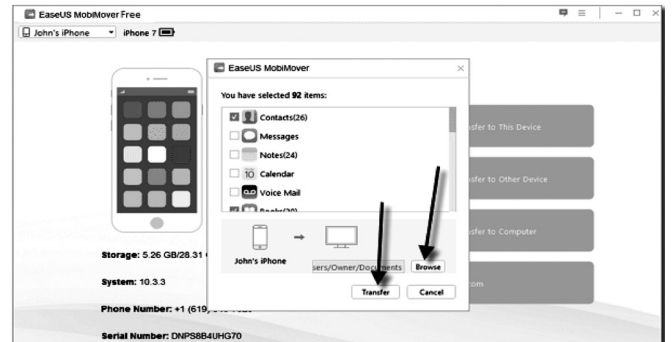 EaseUS MobiMover Free
John's iPhone iPhone 7
EaseUS MobiMover
You have selected 92 items:
Contacts(26)
Messages
Notes(24)
10 Calendar
Voice Mail
Books(20)
John's iPhone
sers/Owner/Documents Browse
Transfer Cancel
sfer to This Device
sfer to Other Device
sfer to Computer
com
Storage: 5.26 GB/28.31
System: 10.3.3
Phone Number: +1 (619)
Serial Number: DNPS8B4UHG70